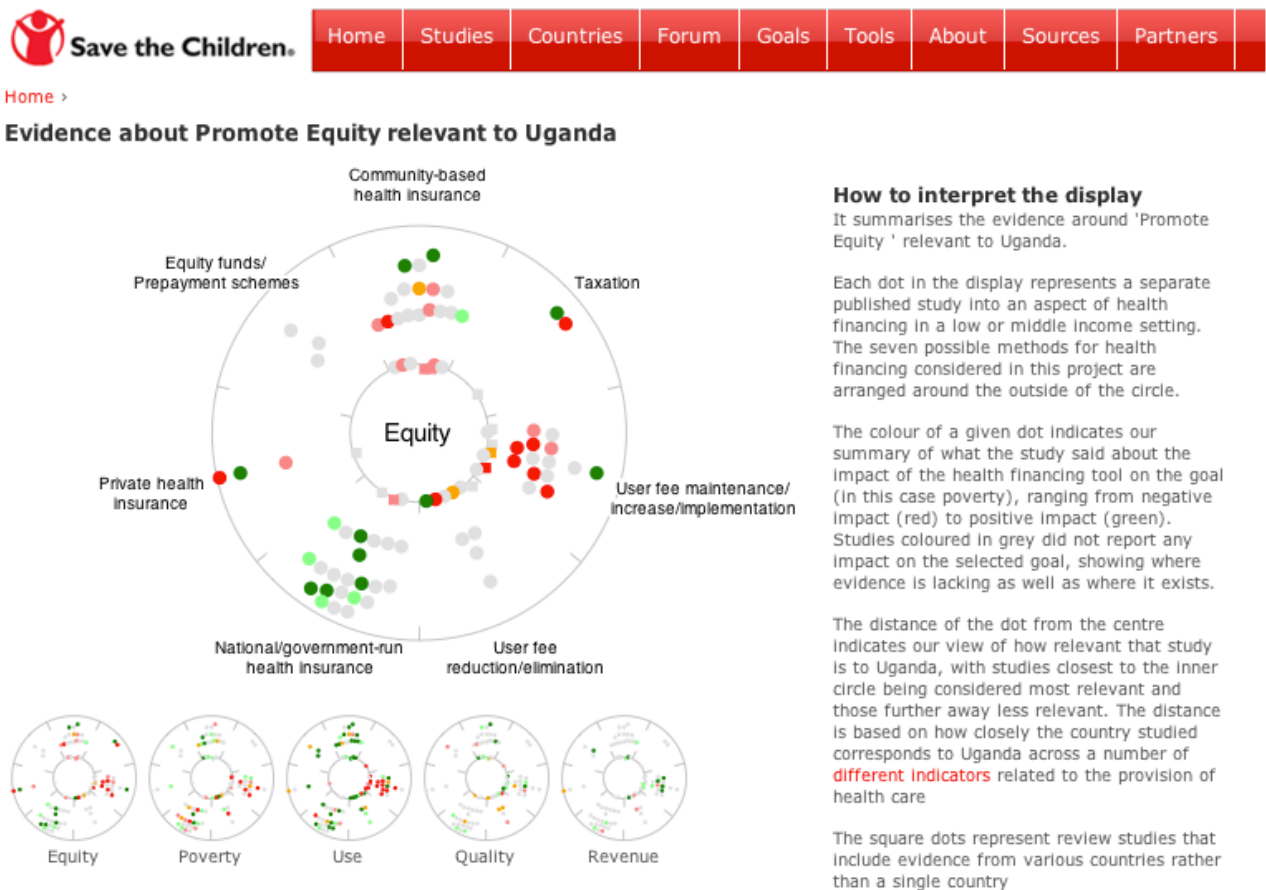 Save the Children®
Home
Studies
Countries
Forum
Goals
Tools
About
Sources
Partners
Home ›
Evidence about Promote Equity relevant to Uganda
Community-based
health insurance
Equity funds/
Prepayment schemes
Taxation
Equity
Private health
insurance
User fee maintenance/
increase/implementation
National/government-run
health insurance
User fee
reduction/elimination
Equity
Poverty
Use
Quality
Revenue
How to interpret the display
It summarises the evidence around 'Promote
Equity ' relevant to Uganda.
Each dot in the display represents a separate
published study into an aspect of health
financing in a low or middle income setting.
The seven possible methods for health
financing considered in this project are
arranged around the outside of the circle.
The colour of a given dot indicates our
summary of what the study said about the
impact of the health financing tool on the goal
(in this case poverty), ranging from negative
impact (red) to positive impact (green).
Studies coloured in grey did not report any
impact on the selected goal, showing where
evidence is lacking as well as where it exists.
The distance of the dot from the centre
indicates our view of how relevant that study
is to Uganda, with studies closest to the inner
circle being considered most relevant and
those further away less relevant. The distance
is based on how closely the country studied
corresponds to Uganda across a number of
different indicators related to the provision of
health care
The square dots represent review studies that
include evidence from various countries rather
than a single country